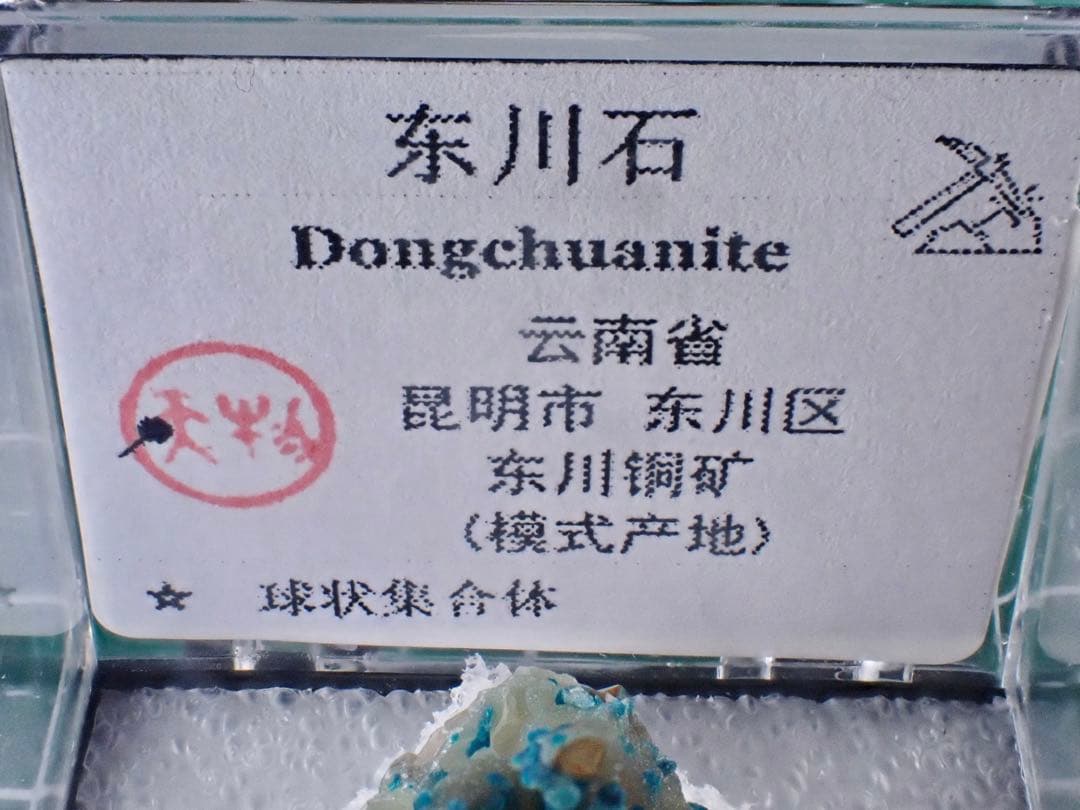 东川石
Dongchuanite
云南省
昆明市 东川区
东川铜矿
(模式产地)
☆ 球状集合体